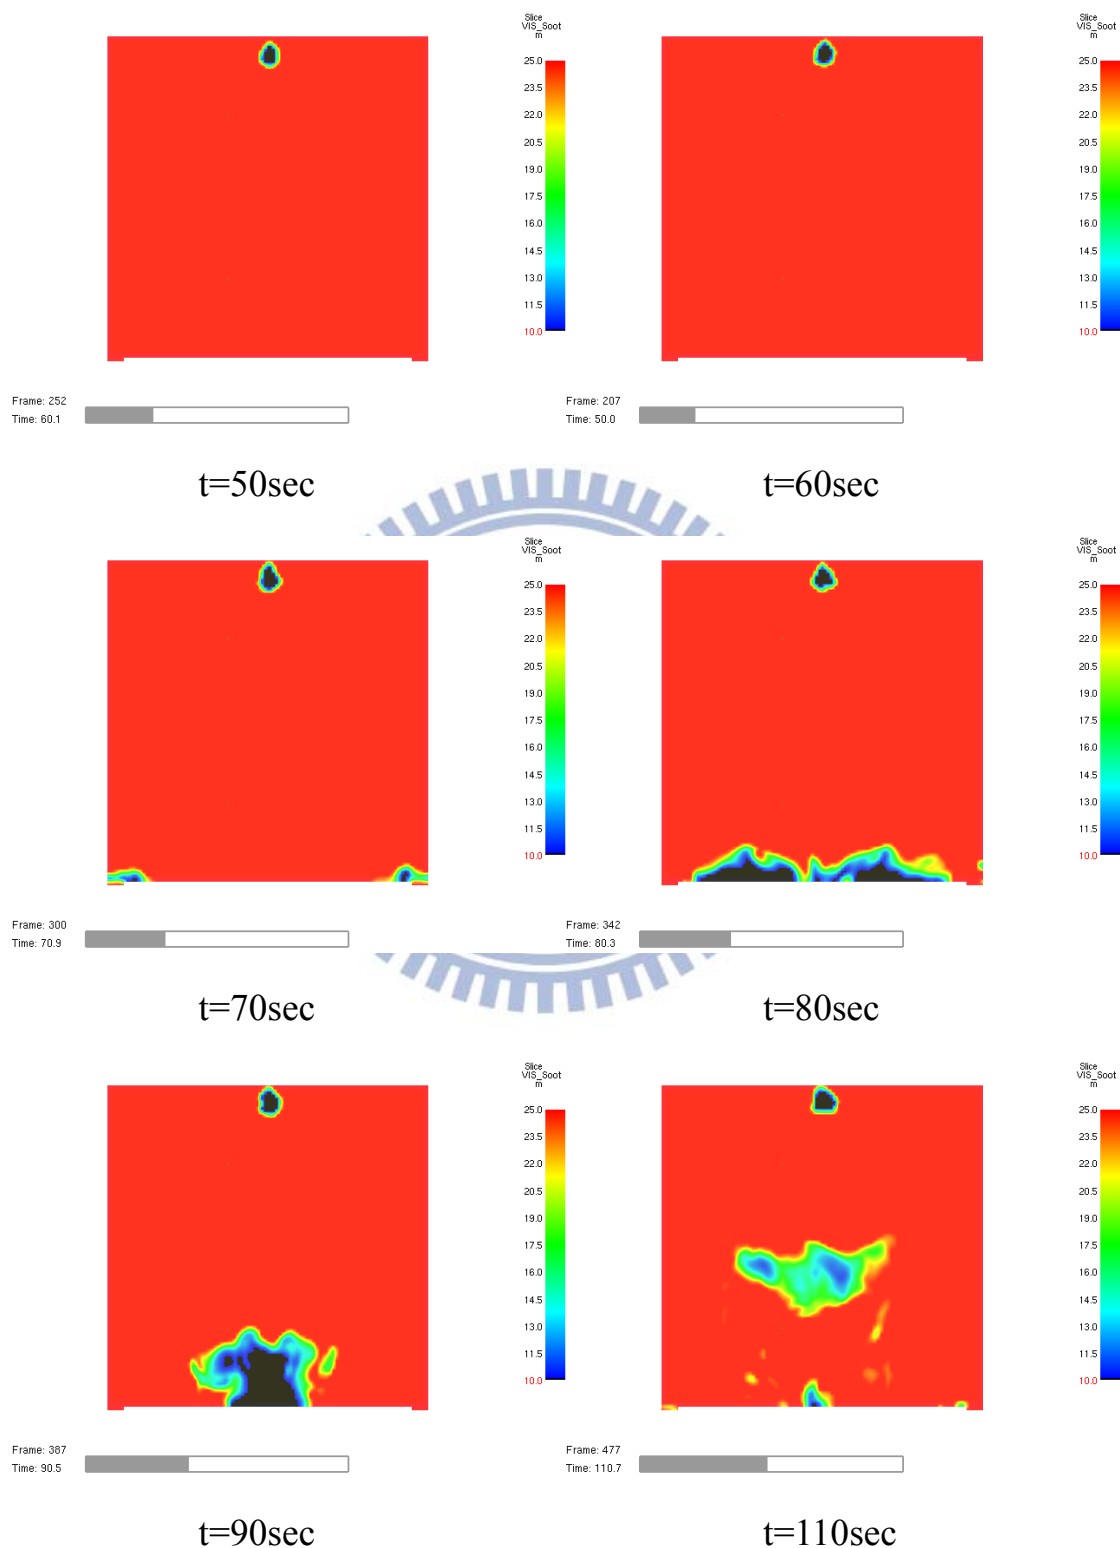 Slice
VIS_Soot
m
25.0
23.5
22.0
20.5
19.0
17.5
16.0
14.5
13.0
11.5
10.0
Frame: 252
Time: 60.1
t=50sec
Slice
VIS_Soot
m
25.0
23.5
22.0
20.5
19.0
17.5
16.0
14.5
13.0
11.5
10.0
Frame: 207
Time: 50.0
t=60sec
Slice
VIS_Soot
m
25.0
23.5
22.0
20.5
19.0
17.5
16.0
14.5
13.0
11.5
10.0
Frame: 300
Time: 70.9
t=70sec
Slice
VIS_Soot
m
25.0
23.5
22.0
20.5
19.0
17.5
16.0
14.5
13.0
11.5
10.0
Frame: 342
Time: 80.3
t=80sec
Slice
VIS_Soot
m
25.0
23.5
22.0
20.5
19.0
17.5
16.0
14.5
13.0
11.5
10.0
Frame: 387
Time: 90.5
t=90sec
Slice
VIS_Soot
m
25.0
23.5
22.0
20.5
19.0
17.5
16.0
14.5
13.0
11.5
10.0
Frame: 477
Time: 110.7
t=110sec